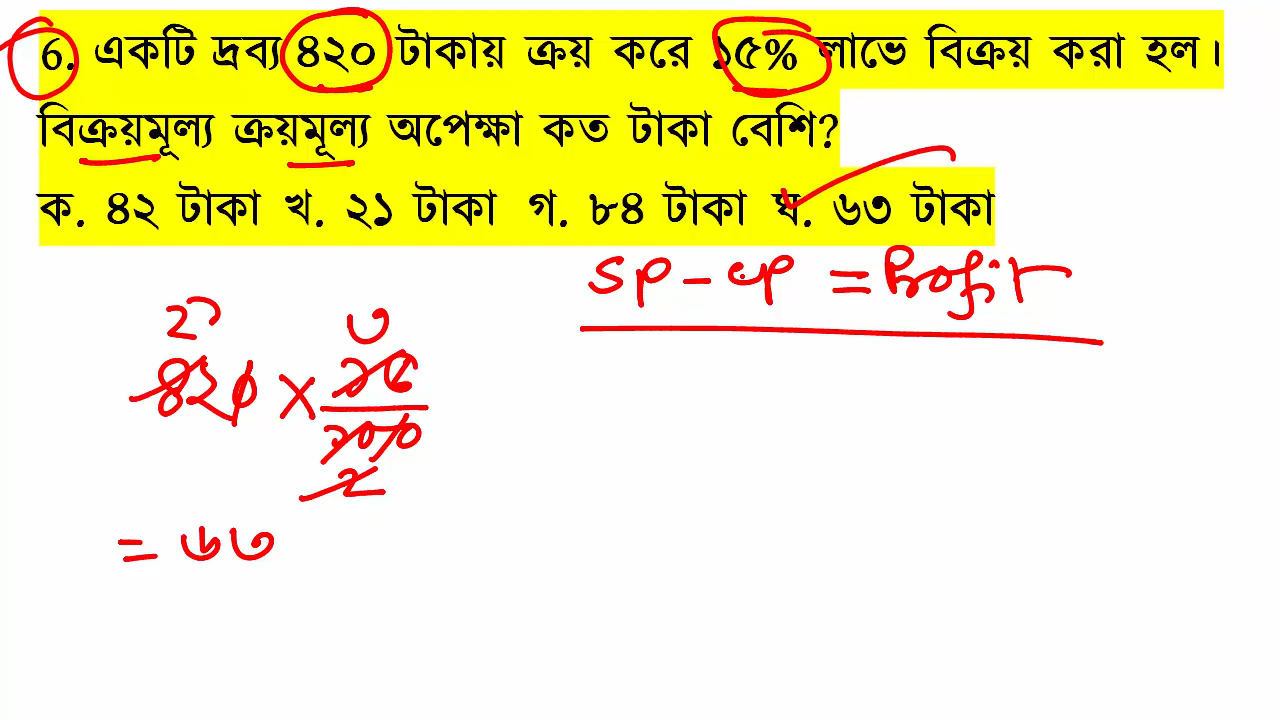 6. একটি দ্রব্য ৪২০ টাকায় ক্রয় করে ১৫% লাভে বিক্রয় করা হল।
বিক্রয়মূল্য ক্রয়মূল্য অপেক্ষা কত টাকা বেশি?
ক. ৪২ টাকা খ. ২১ টাকা গ. ৮৪ টাকা ঘ. ৬৩ টাকা
SP - CP = Profit
২১ ৩
৪২০ × ১৫
১০০
২
= ৬৩